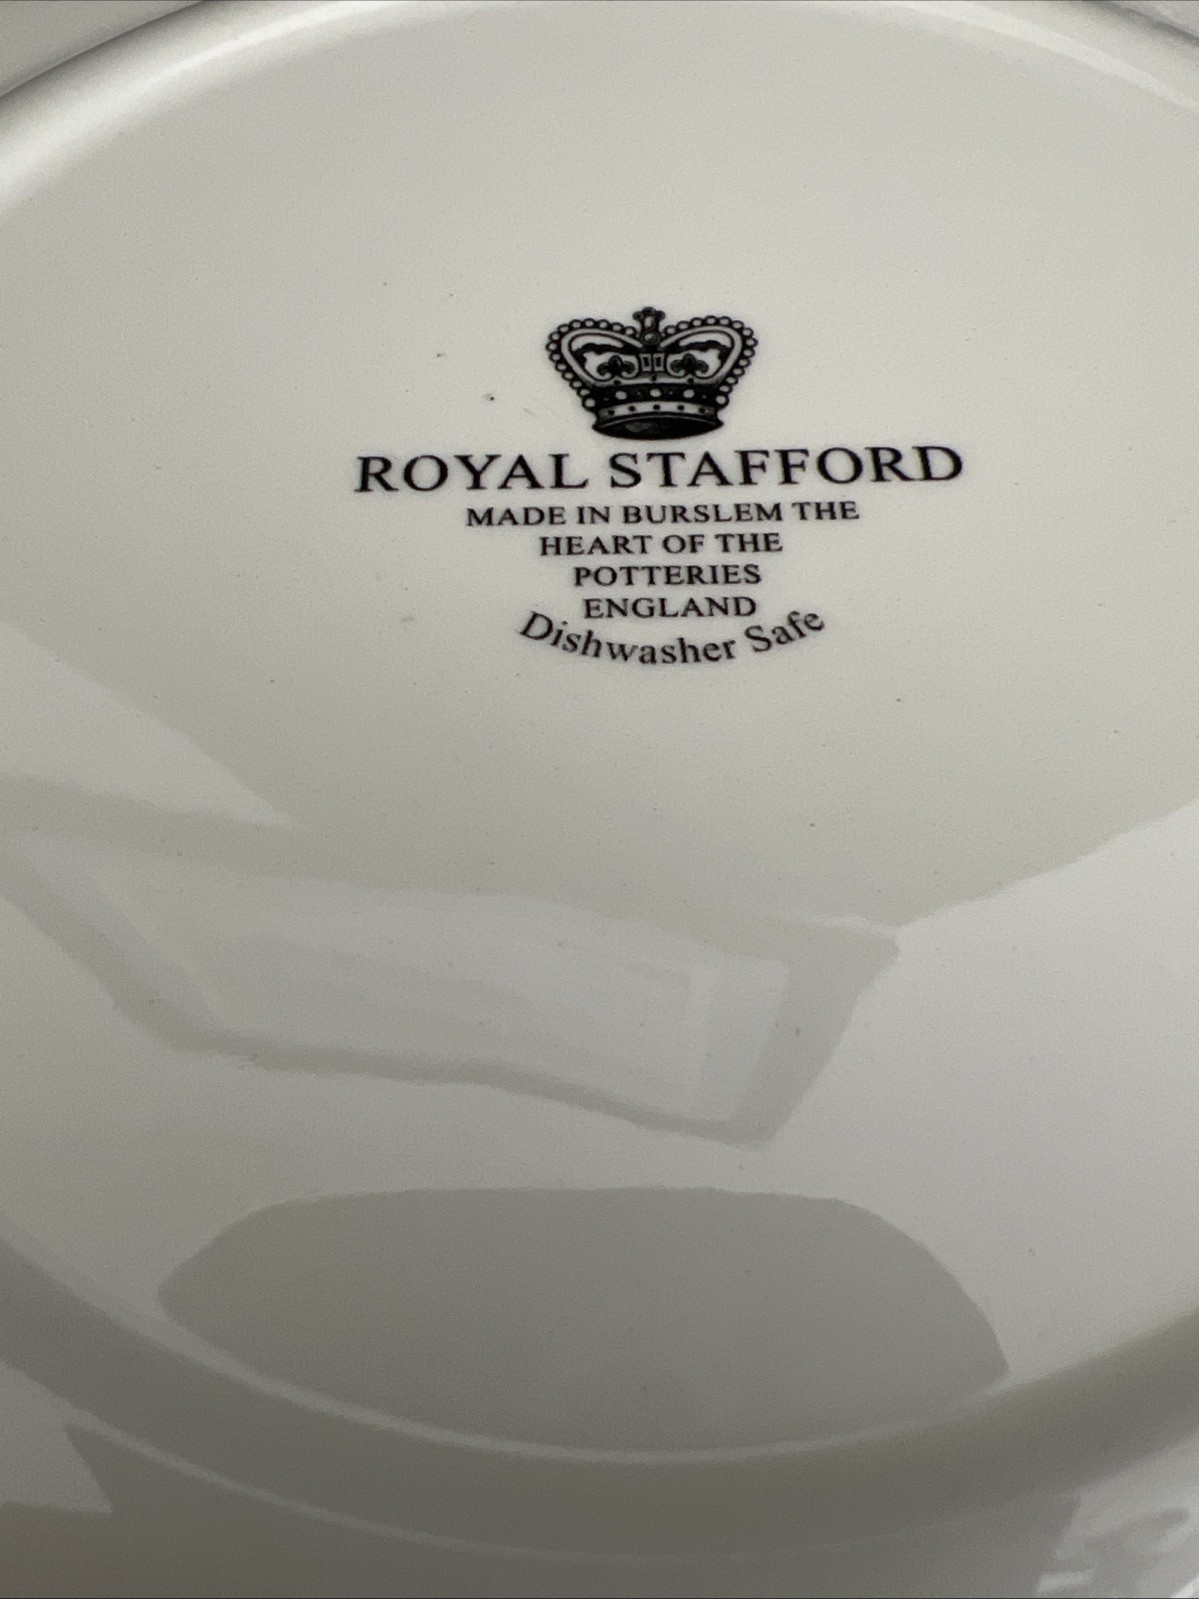 ROYAL STAFFORD
MADE IN BURSLEM THE
HEART OF THE
POTTERIES
ENGLAND
Dishwasher Safe